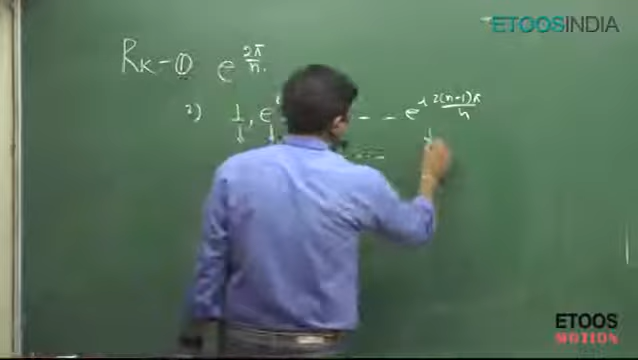 ETOOSINDIA
RK-① e^{2π/n}.
2) 1, e - - e^{i 2(n-1)π/n}
ETOOS
MOTION